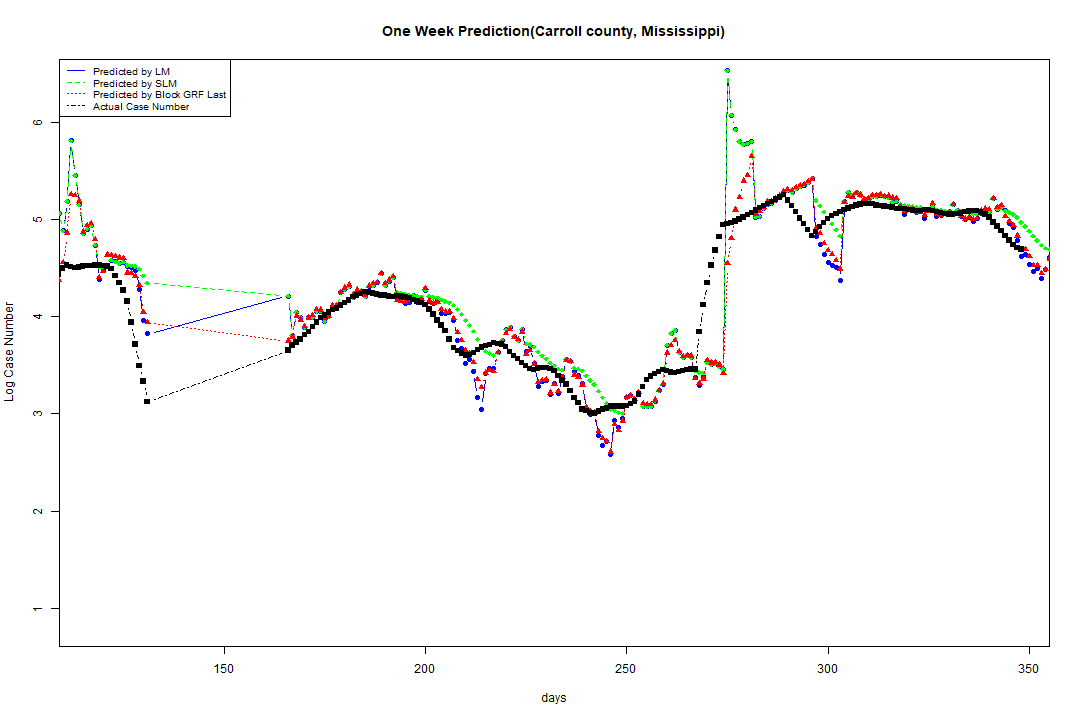 One Week Prediction(Carroll county, Mississippi)
Predicted by LM
Predicted by SLM
Predicted by Block GRF Last
Actual Case Number
6
5
4
3
2
1
Log Case Number
150 200 250 300 350
days